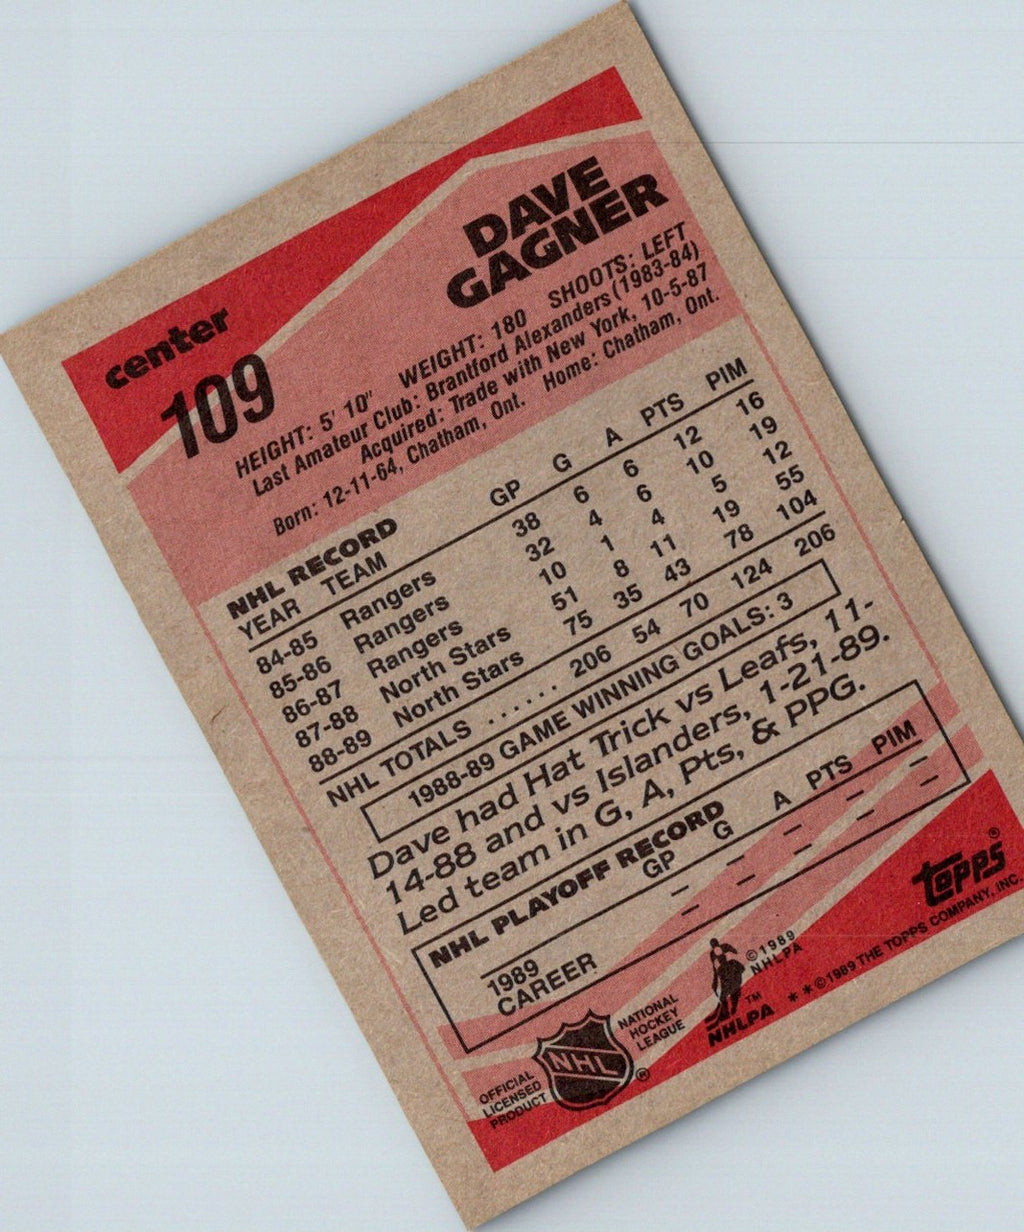 center
109
DAVE
GAGNER
HEIGHT: 5' 10" WEIGHT: 180 SHOOTS: LEFT
Last Amateur Club: Brantford Alexanders (1983-84)
Acquired: Trade with New York, 10-5-87
Born: 12-11-64, Chatham, Ont. Home: Chatham, Ont.
NHL RECORD
YEAR TEAM GP G A PTS PIM
84-85 Rangers 38 6 6 12 16
85-86 Rangers 32 4 6 10 19
86-87 Rangers 10 1 4 5 12
87-88 North Stars 51 8 11 19 55
88-89 North Stars 75 35 43 78 104
NHL TOTALS ...... 206 54 70 124 206
1988-89 GAME WINNING GOALS: 3
Dave had Hat Trick vs Leafs, 11-
14-88 and vs Islanders, 1-21-89.
Led team in G, A, Pts, & PPG.
NHL PLAYOFF RECORD
GP G A PTS PIM
1989 – – – – –
CAREER – – – – –
OFFICIAL
LICENSED
PRODUCT
NHL
®
NATIONAL
HOCKEY
LEAGUE
TM
NHLPA
©1989
NHLPA
topps®
**©1989 THE TOPPS COMPANY, INC.